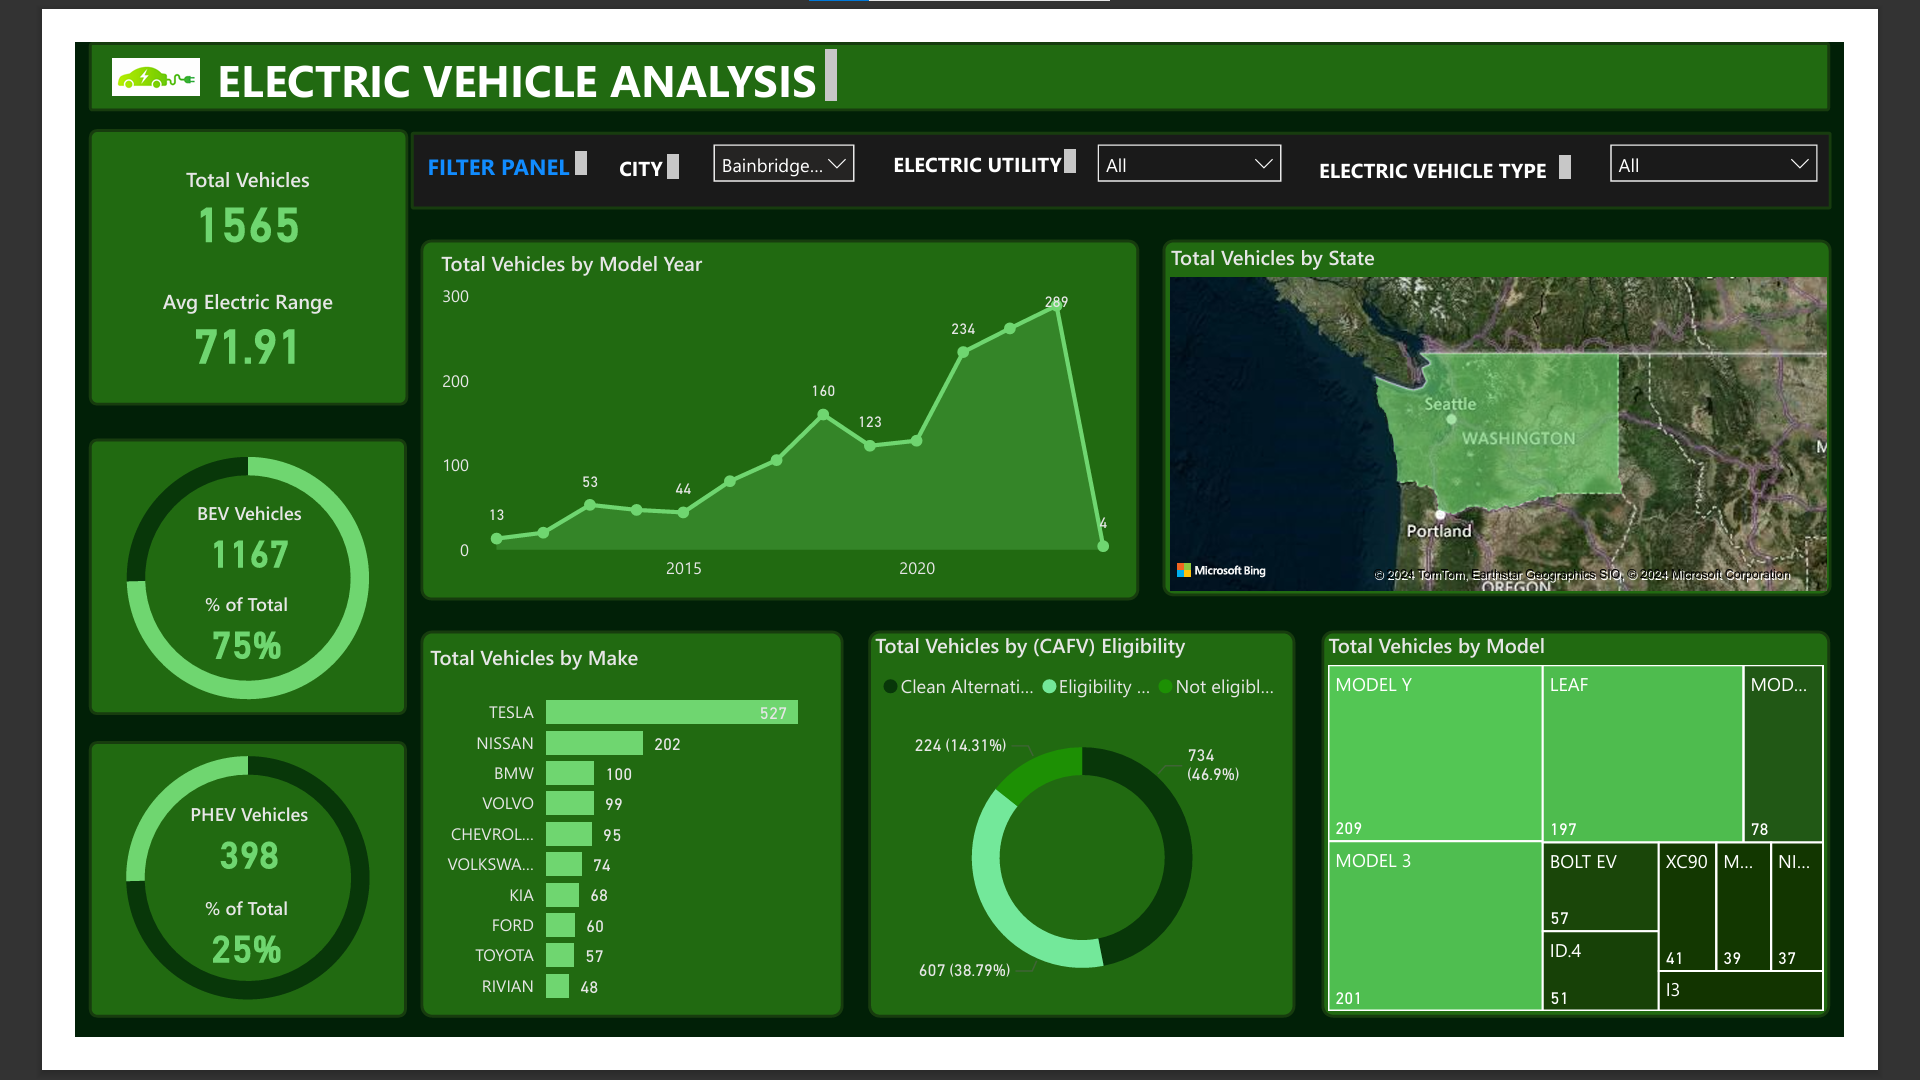 ELECTRIC VEHICLE ANALYSIS
Total Vehicles
1565
Avg Electric Range
71.91
FILTER PANEL
CITY
Bainbridge...
ELECTRIC UTILITY
All
ELECTRIC VEHICLE TYPE
All
BEV Vehicles
1167
% of Total
75%
PHEV Vehicles
398
% of Total
25%
Total Vehicles by Model Year
300
200
100
0
13
53
44
160
123
234
289
4
2015
2020
Total Vehicles by State
Seattle
WASHINGTON
M
Portland
OREGON
Microsoft Bing
© 2024 TomTom, Earthstar Geographics SIO, © 2024 Microsoft Corporation
Total Vehicles by Make
TESLA 527
NISSAN 202
BMW 100
VOLVO 99
CHEVROL... 95
VOLKSWA... 74
KIA 68
FORD 60
TOYOTA 57
RIVIAN 48
Total Vehicles by (CAFV) Eligibility
Clean Alternati... Eligibility ... Not eligibl...
224 (14.31%)
734
(46.9%)
607 (38.79%)
Total Vehicles by Model
MODEL Y
209
LEAF
197
MOD...
78
MODEL 3
201
BOLT EV
57
ID.4
51
XC90
41
M...
39
NI...
37
I3